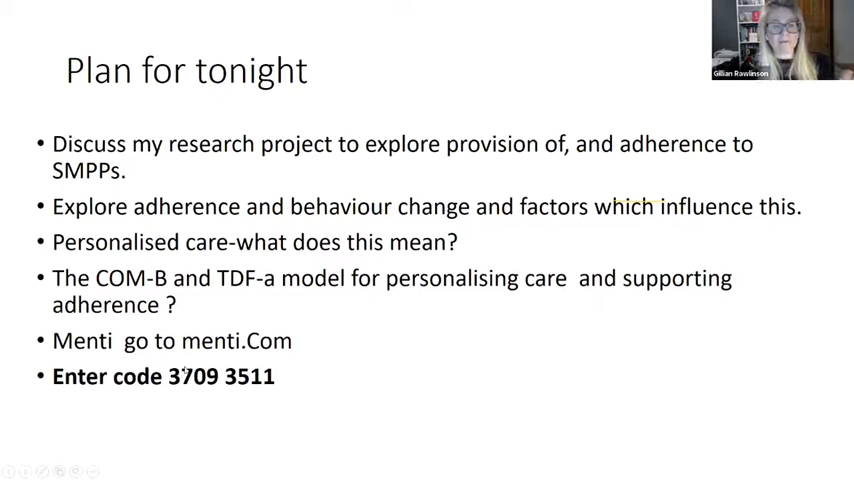 Gillian Rawlinson
Plan for tonight
• Discuss my research project to explore provision of, and adherence to
SMPPs.
• Explore adherence and behaviour change and factors which influence this.
• Personalised care-what does this mean?
• The COM-B and TDF-a model for personalising care  and supporting
adherence ?
• Menti  go to menti.Com
• Enter code 3709 3511